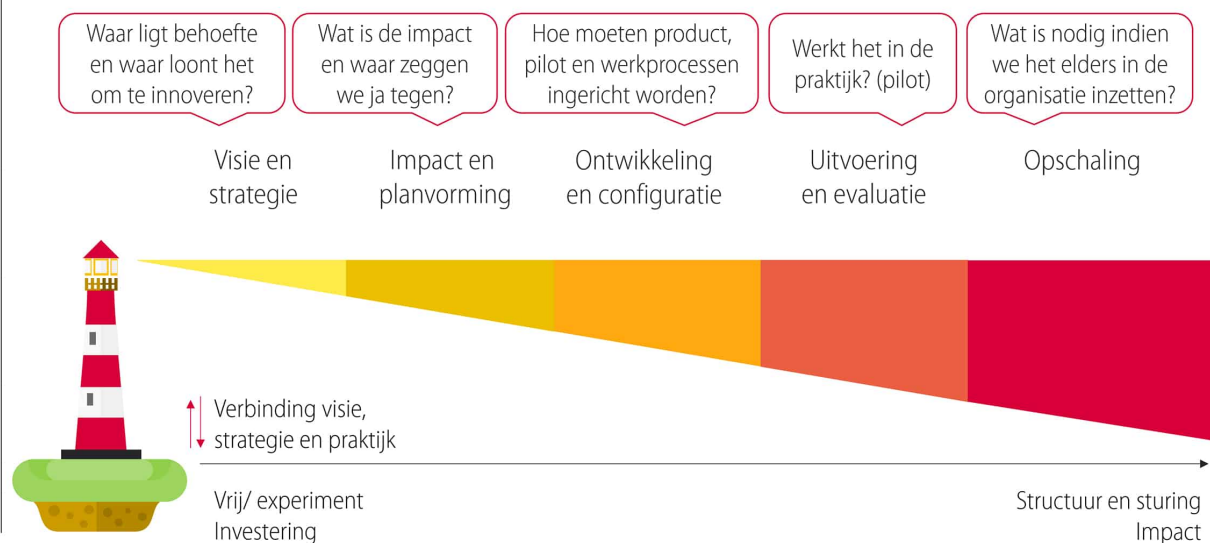 Waar ligt behoefte
en waar loont het
om te innoveren?
Wat is de impact
en waar zeggen
we ja tegen?
Hoe moeten product,
pilot en werkprocessen
ingericht worden?
Werkt het in de
praktijk? (pilot)
Wat is nodig indien
we het elders in de
organisatie inzetten?
Visie en
strategie
Impact en
planvorming
Ontwikkeling
en configuratie
Uitvoering
en evaluatie
Opschaling
Verbinding visie,
strategie en praktijk
Vrij/ experiment
Investering
Structuur en sturing
Impact